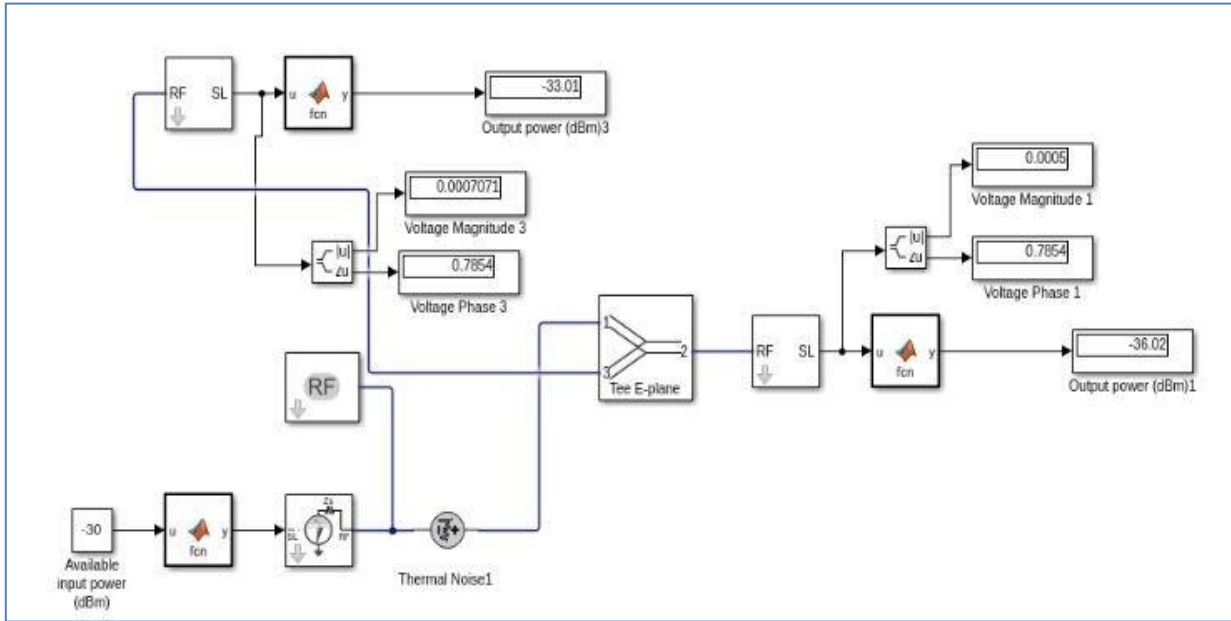 RF SL
u y
fcn
-33.01
Output power (dBm)3
0.0007071
Voltage Magnitude 3
|u|
∠u
0.7854
Voltage Phase 3
0.0005
Voltage Magnitude 1
|u|
∠u
0.7854
Voltage Phase 1
1
2
3
Tee E-plane
RF SL
u y
fcn
-36.02
Output power (dBm)1
RF
-30
Available
input power
(dBm)
u y
fcn
SL
Thermal Noise1